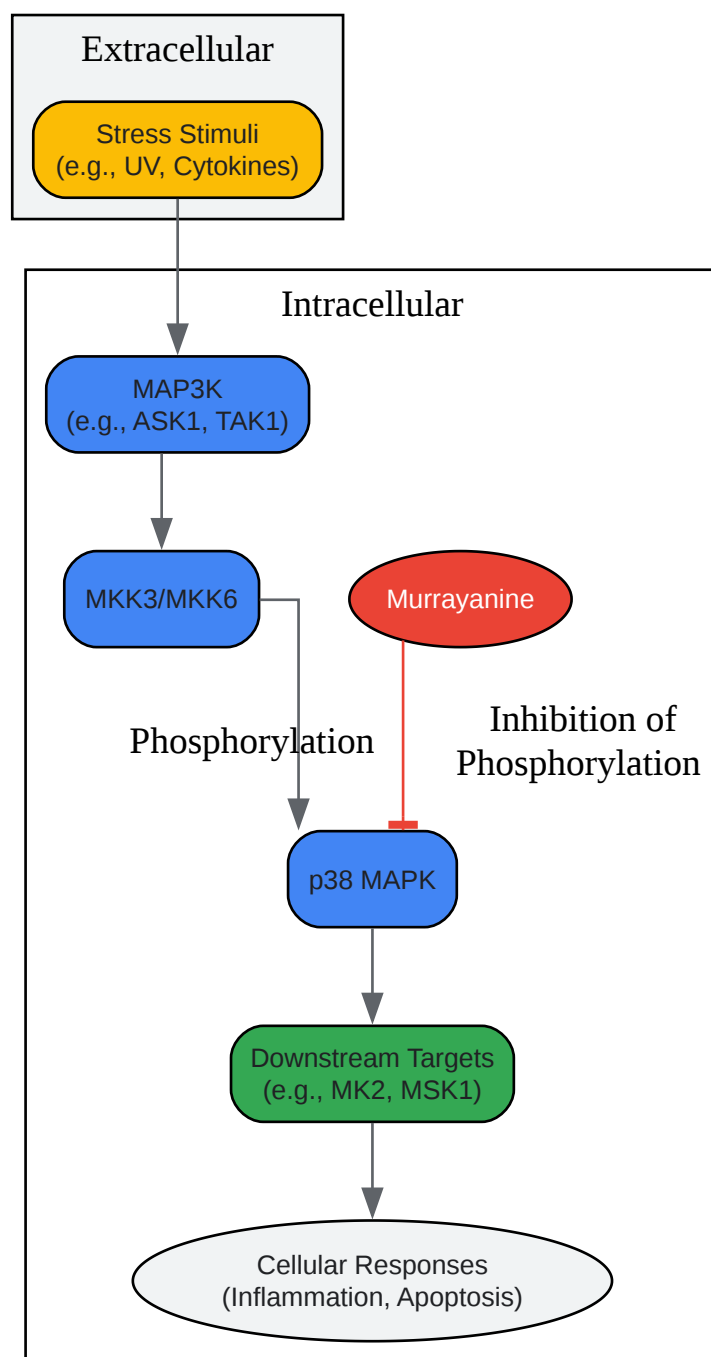 Extracellular
Stress Stimuli
(e.g., UV, Cytokines)
Intracellular
MAP3K
(e.g., ASK1, TAK1)
MKK3/MKK6
Murrayanine
Phosphorylation
Inhibition of
Phosphorylation
p38 MAPK
Downstream Targets
(e.g., MK2, MSK1)
Cellular Responses
(Inflammation, Apoptosis)